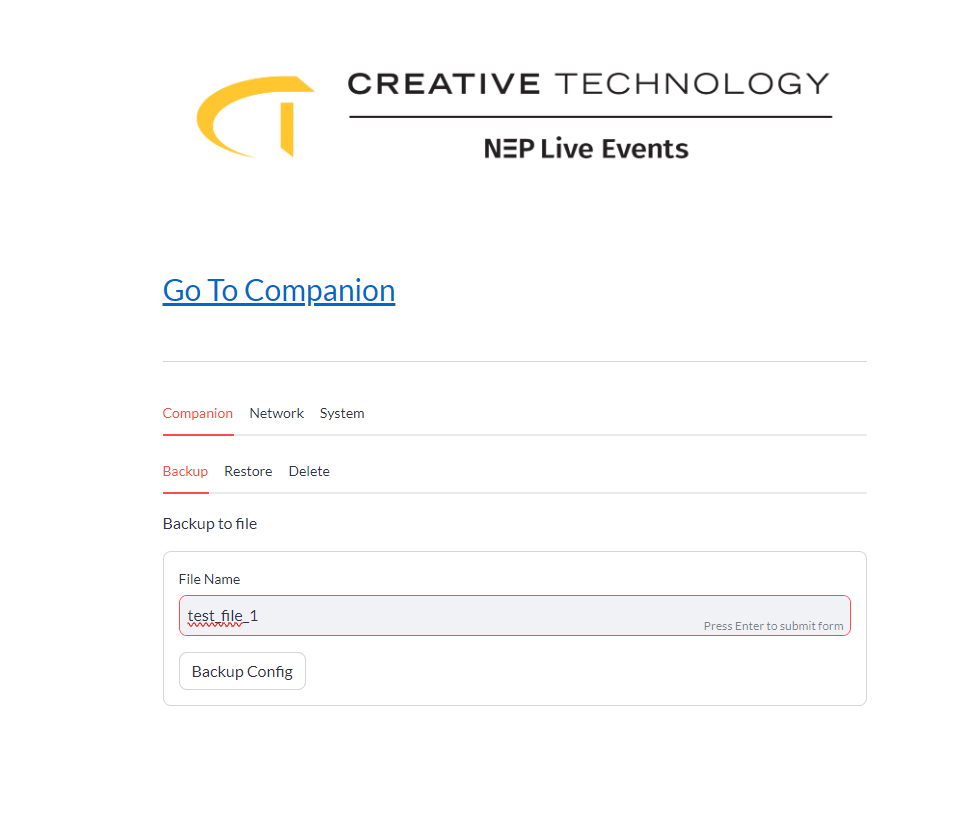 CREATIVE TECHNOLOGY
NEP Live Events
Go To Companion
Companion Network System
Backup Restore Delete
Backup to file
File Name
test_file_1
Press Enter to submit form
Backup Config